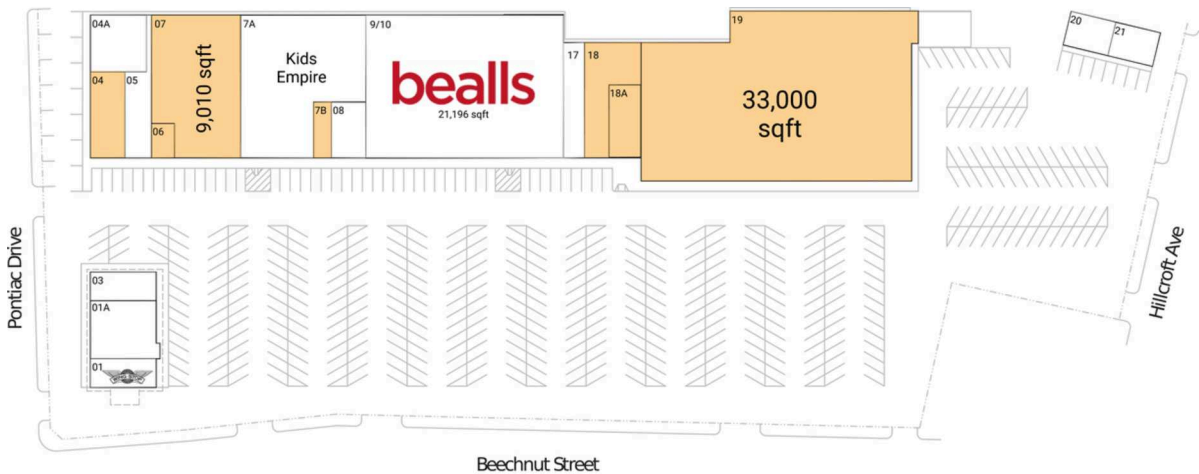 04A
07
7A
9/10
19
20
21
17
18
04
05
Kids
Empire
bealls
21,196 sqft
9,010 sqft
18A
33,000
sqft
7B
08
06
Pontiac Drive
Hillcroft Ave
03
01A
01
Beechnut Street